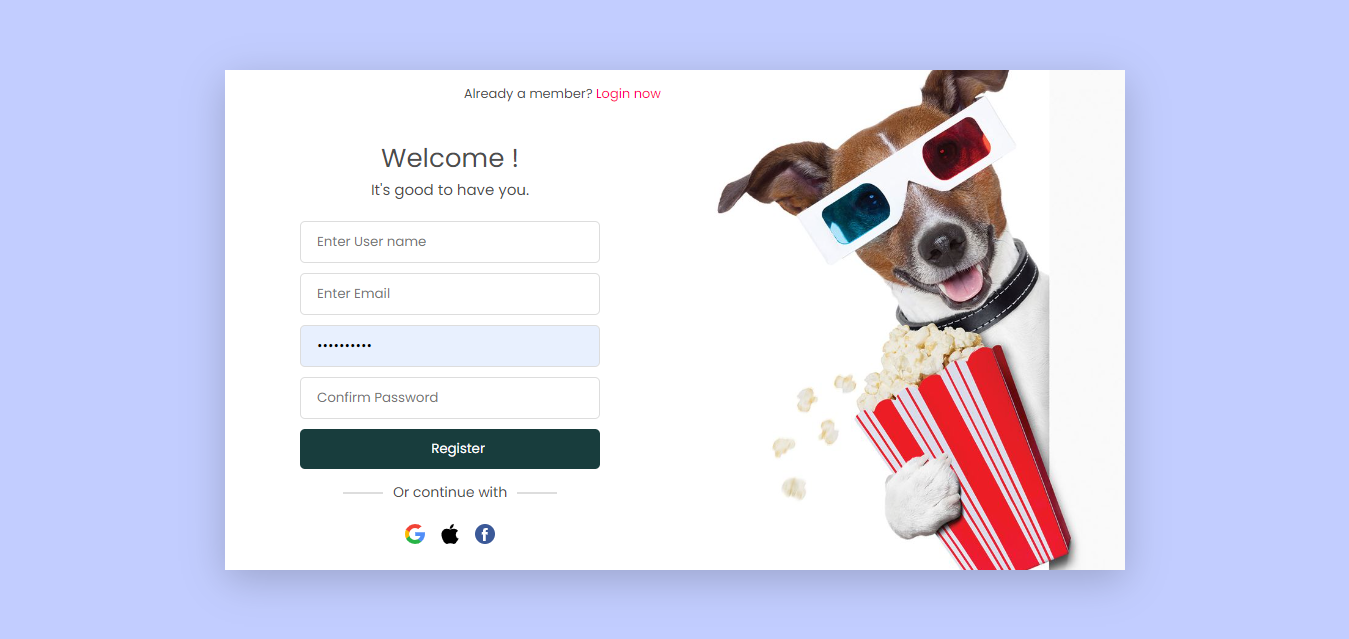 Already a member? Login now
Welcome !
It's good to have you.
Enter User name
Enter Email
••••••••••
Confirm Password
Register
Or continue with